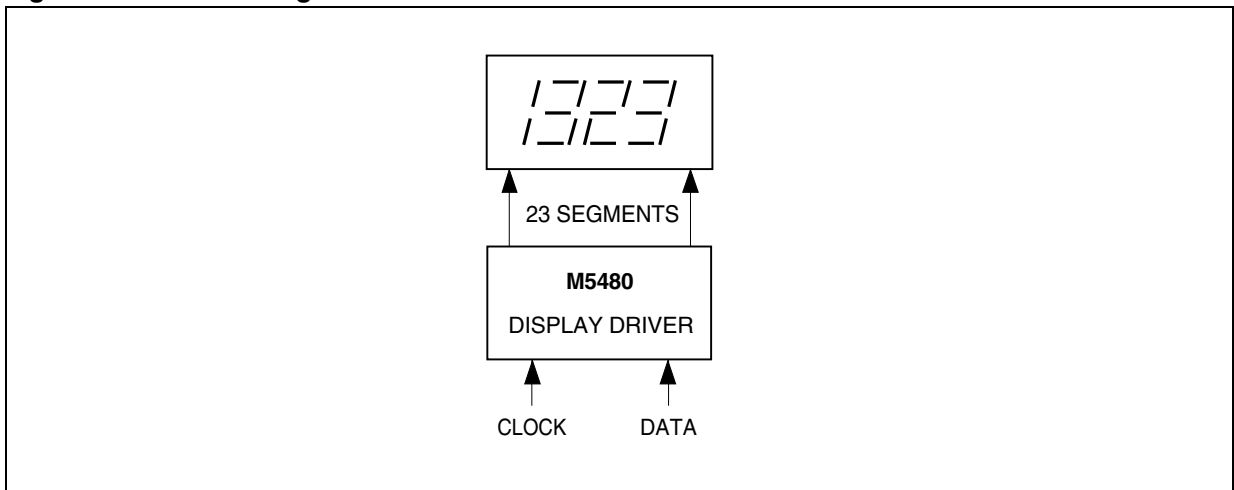 1323
23 SEGMENTS
M5480
DISPLAY DRIVER
CLOCK DATA